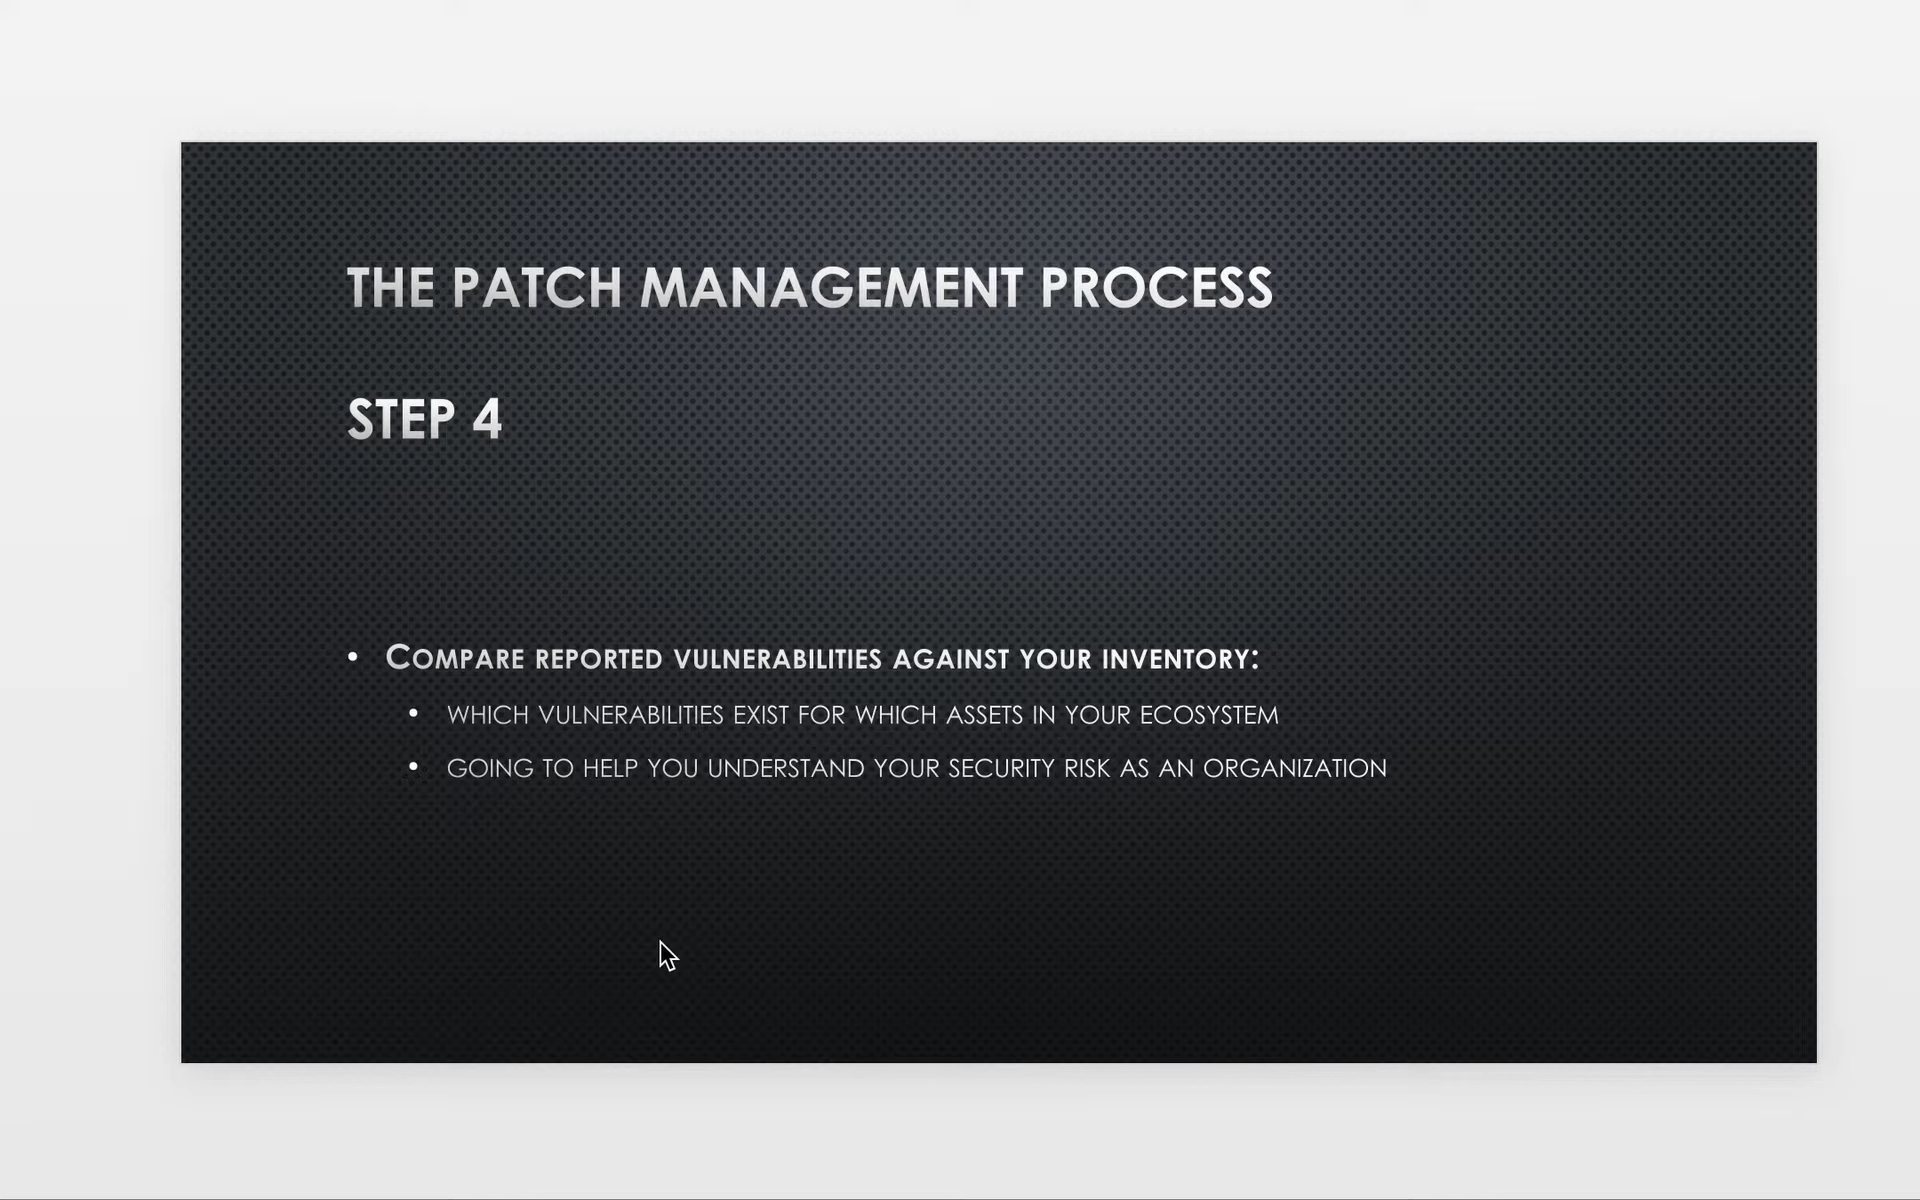 THE PATCH MANAGEMENT PROCESS
STEP 4
• COMPARE REPORTED VULNERABILITIES AGAINST YOUR INVENTORY:
• WHICH VULNERABILITIES EXIST FOR WHICH ASSETS IN YOUR ECOSYSTEM
• GOING TO HELP YOU UNDERSTAND YOUR SECURITY RISK AS AN ORGANIZATION